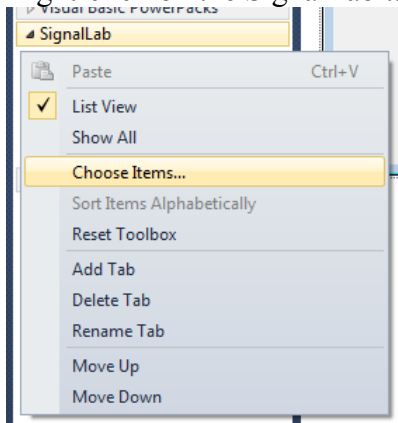 Visual Basic PowerPacks
SignalLab
Paste Ctrl+V
List View
Show All
Choose Items...
Sort Items Alphabetically
Reset Toolbox
Add Tab
Delete Tab
Rename Tab
Move Up
Move Down